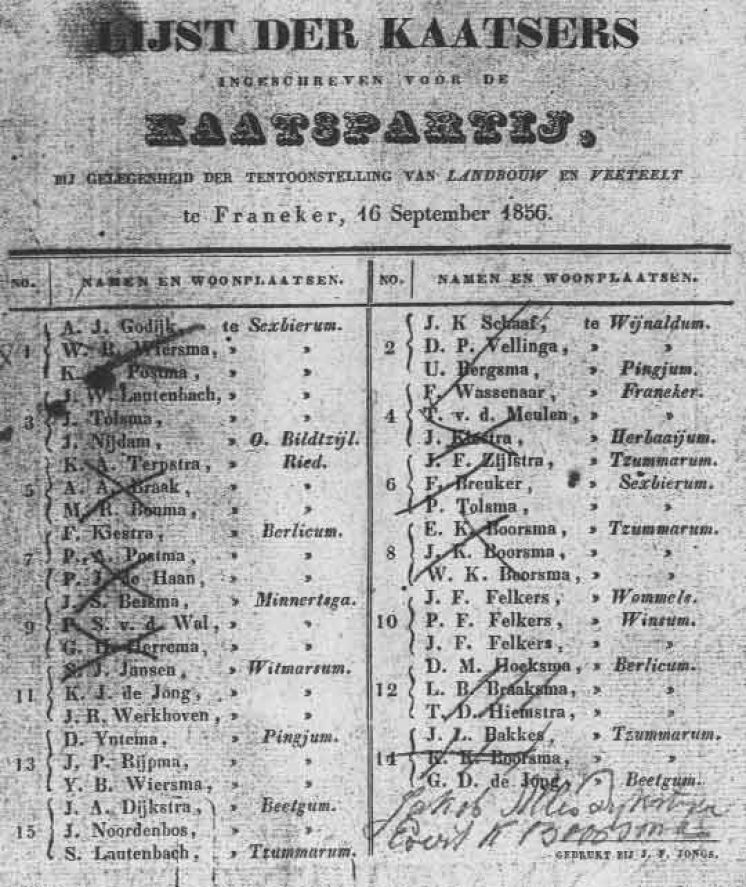 LIJST DER KAATSERS
INGESCHREVEN VOOR DE
KAATSPARTIJ,
BIJ GELEGENHEID DER TENTOONSTELLING VAN LANDBOUW EN VEETEELT
te Franeker, 16 September 1856.
NO. NAMEN EN WOONPLAATSEN.
A. J. Godijk, te Sexbierum.
1 W. B. Wiersma, » »
K. Postma, » »
J. W. Lautenbach, » »
3 J. Tolsma, » »
J. Nijdam, » O. Bildtzijl.
K. A. Terpstra, » Ried.
5 A. A. Braak, » »
M. R. Bouma, » »
F. Kiestra, » Berlicum.
7 P. A. Postma, » »
P. J. de Haan, » »
J. S. Beisma, » Minnertsga.
9 P. S. v. d. Wal, » »
G. H. Herrema, » »
S. J. Jansen, » Witmarsum.
11 K. J. de Jong, » »
J. R. Werkhoven, » »
D. Yntema, » Pingjum.
13 J. P. Rijpma, » »
Y. B. Wiersma, » »
J. A. Dijkstra, » Beetgum.
15 J. Noordenbos, » »
S. Lautenbach, » Tzummarum.
NO. NAMEN EN WOONPLAATSEN.
J. K Schaaf, te Wijnaldum.
2 D. P. Vellinga, » »
U. Bergsma, » Pingjum.
F. Wassenaar, » Franeker.
4 T. v. d. Meulen, » »
J. Kiestra, » Herbaaijum.
J. F. Zijlstra, » Tzummarum.
6 F. Breuker, » Sexbierum.
P. Tolsma, » »
E. K. Boorsma, » Tzummarum.
8 J. K. Boorsma, » »
W. K. Boorsma, » »
J. F. Felkers, » Wommels.
10 P. F. Felkers, » Winsum.
J. F. Felkers, » »
D. M. Hoeksma, » Berlicum.
12 L. B. Braaksma, » »
T. D. Hiemstra, » »
J. L. Bakkes, » Tzummarum.
14 K. K. Boorsma, » »
G. D. de Jong, » Beetgum.
Jakob
Evert K Boorsma
GEDRUKT BIJ J. F. JONGS.